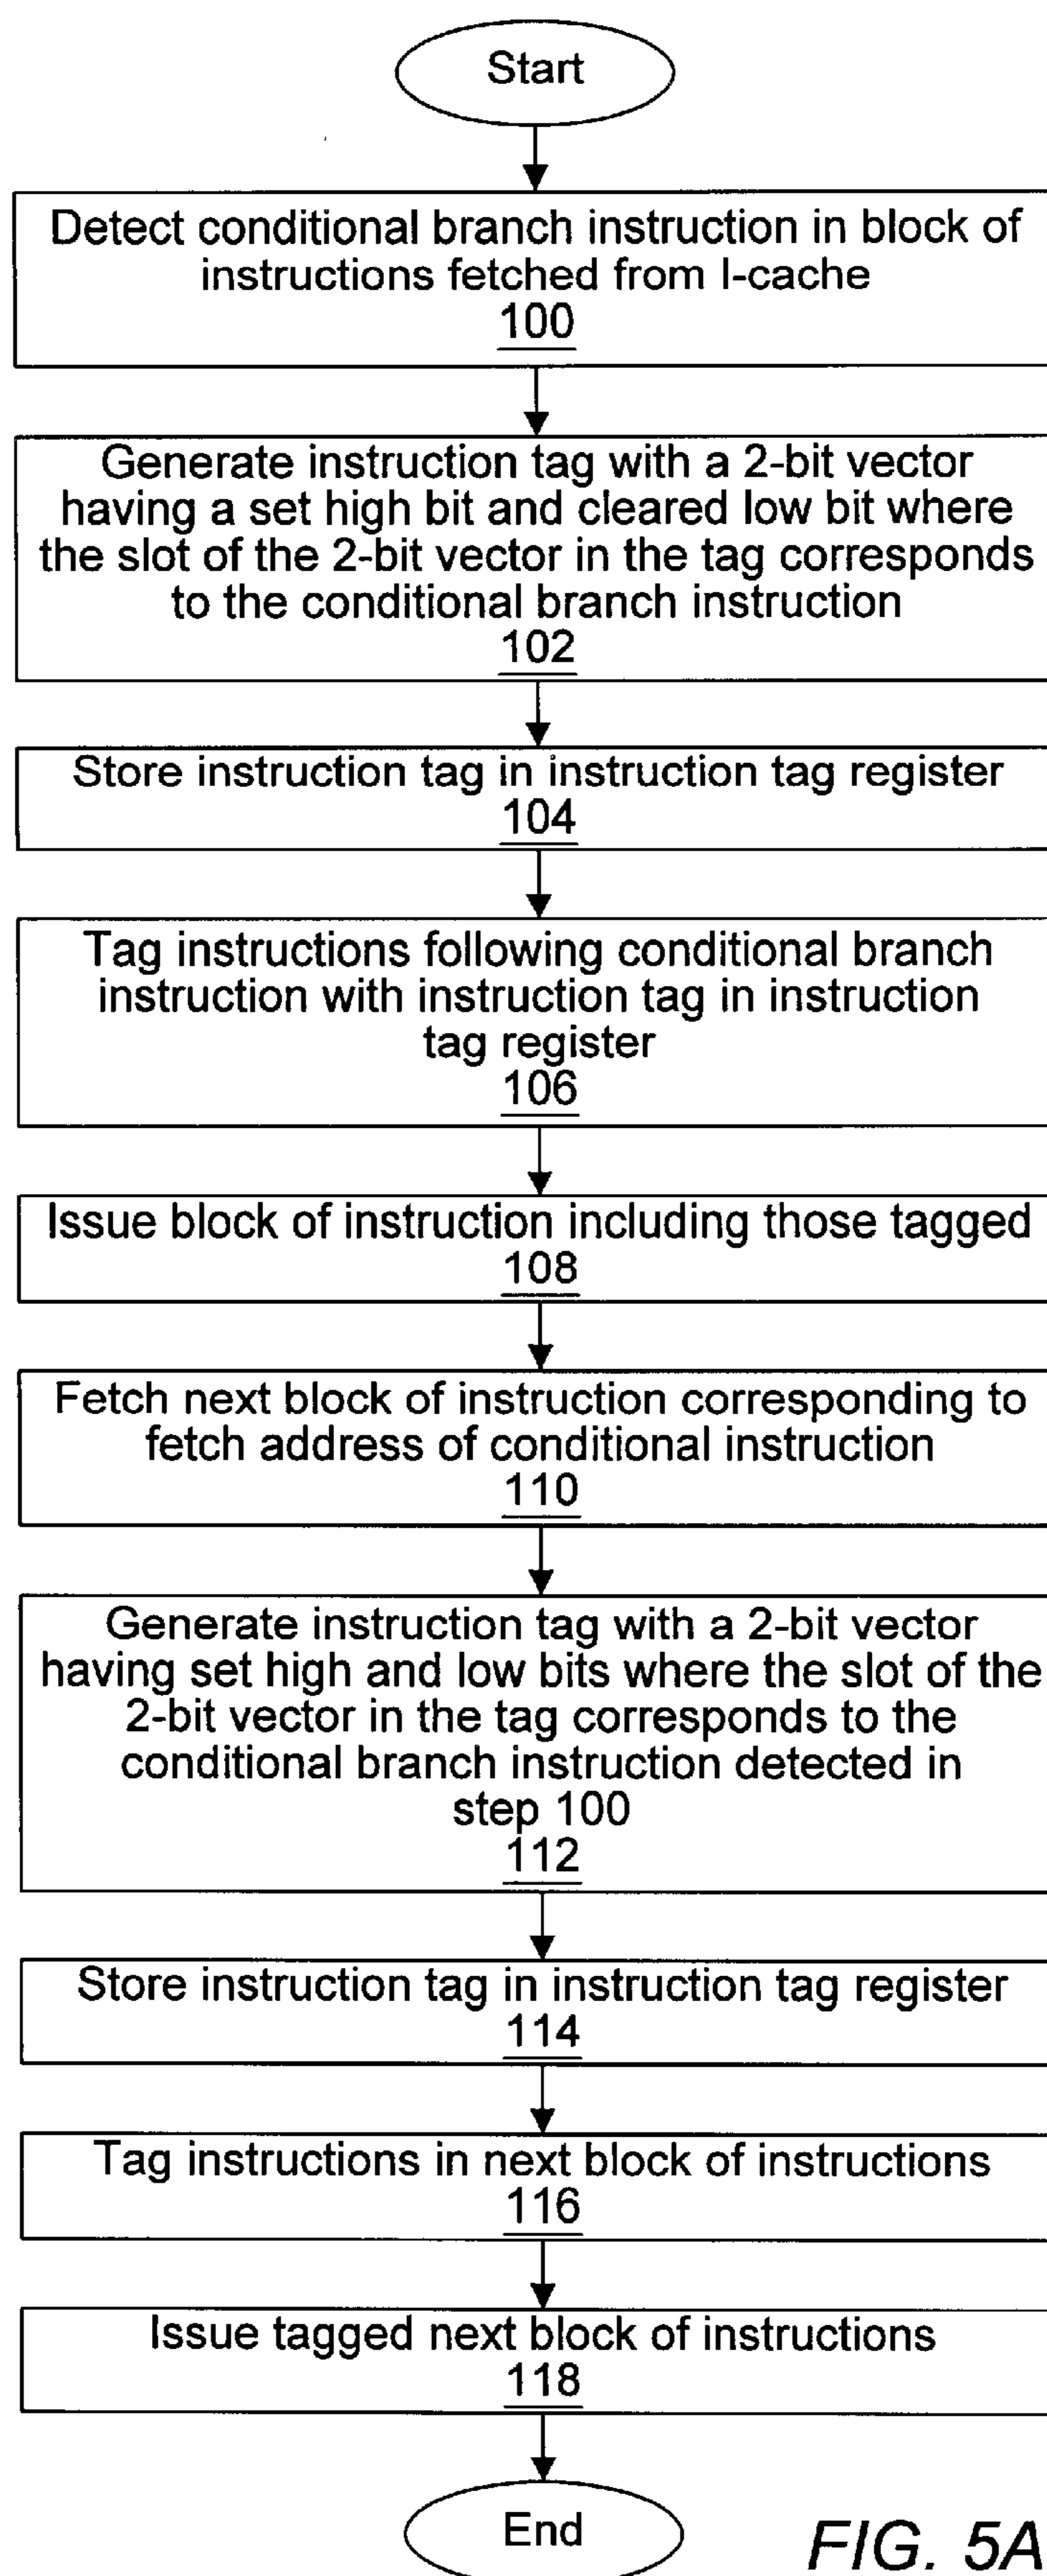 Start
Detect conditional branch instruction in block of
instructions fetched from I-cache
100
Generate instruction tag with a 2-bit vector
having a set high bit and cleared low bit where
the slot of the 2-bit vector in the tag corresponds
to the conditional branch instruction
102
Store instruction tag in instruction tag register
104
Tag instructions following conditional branch
instruction with instruction tag in instruction
tag register
106
Issue block of instruction including those tagged
108
Fetch next block of instruction corresponding to
fetch address of conditional instruction
110
Generate instruction tag with a 2-bit vector
having set high and low bits where the slot of the
2-bit vector in the tag corresponds to the
conditional branch instruction detected in
step 100
112
Store instruction tag in instruction tag register
114
Tag instructions in next block of instructions
116
Issue tagged next block of instructions
118
End
FIG. 5A